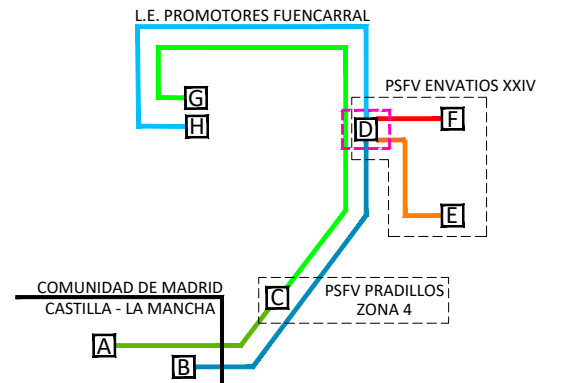 L.E. PROMOTORES FUENCARRAL
PSFV ENVATIOS XXIV
G
F
H
D
E
COMUNIDAD DE MADRID
C
PSFV PRADILLOS
ZONA 4
CASTILLA - LA MANCHA
A
B